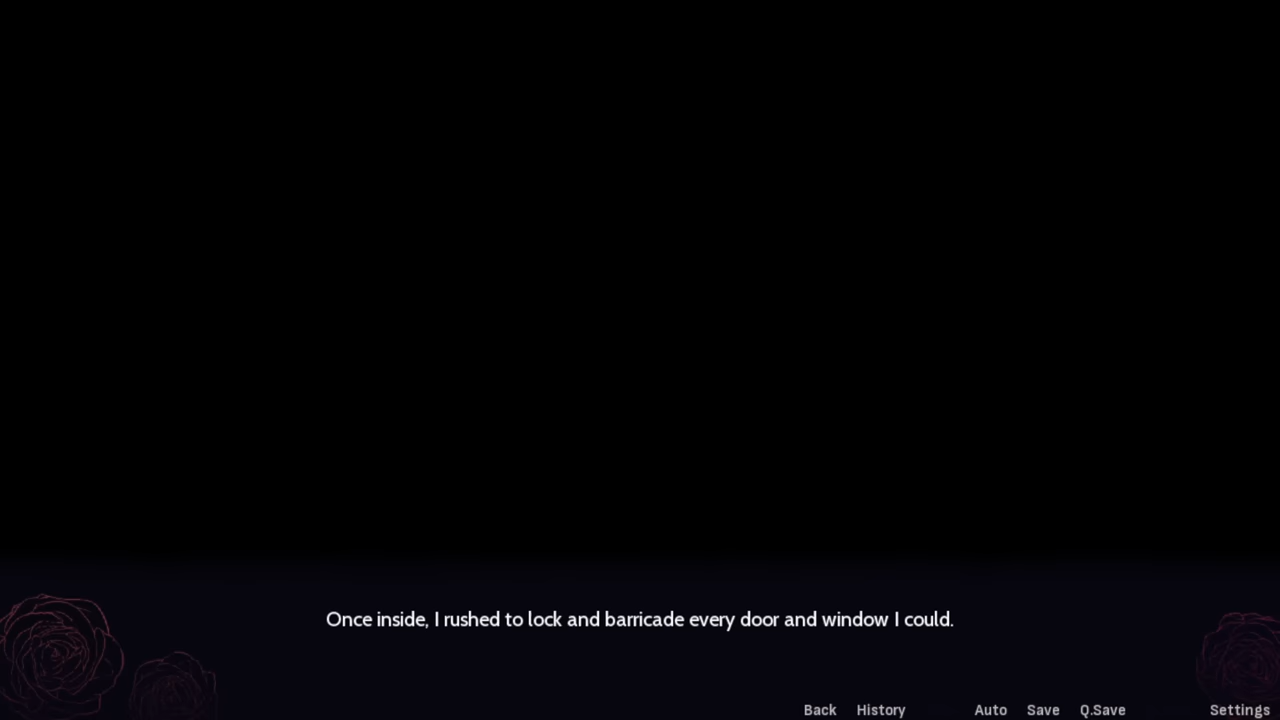 Once inside, I rushed to lock and barricade every door and window I could.
Back History Auto Save Q.Save Settings